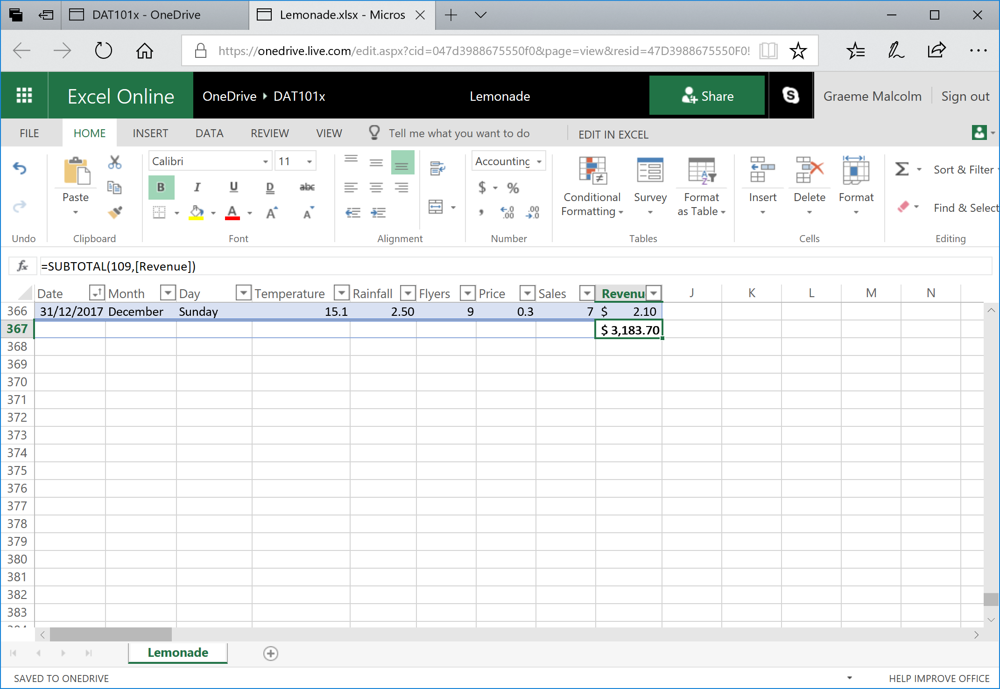 DAT101x - OneDrive
Lemonade.xlsx - Micros
https://onedrive.live.com/edit.aspx?cid=047d3988675550f0&page=view&resid=47D3988675550F0!
Excel Online
OneDrive ▸ DAT101x
Lemonade
Share
Graeme Malcolm
Sign out
FILE HOME INSERT DATA REVIEW VIEW Tell me what you want to do EDIT IN EXCEL
Calibri 11 Accounting Sort & Filter
B I U D abc $ %
Paste Conditional Formatting Survey Format as Table Insert Delete Format
A A A , .0 .00 .00 .0 Find & Select
Undo Clipboard Font Alignment Number Tables Cells Editing
fx =SUBTOTAL(109,[Revenue])
Date Month Day Temperature Rainfall Flyers Price Sales Revenu J K L M N
366 31/12/2017 December Sunday 15.1 2.50 9 0.3 7 $ 2.10
367 $ 3,183.70
368
369
370
371
372
373
374
375
376
377
378
379
380
381
382
383
Lemonade
SAVED TO ONEDRIVE
HELP IMPROVE OFFICE